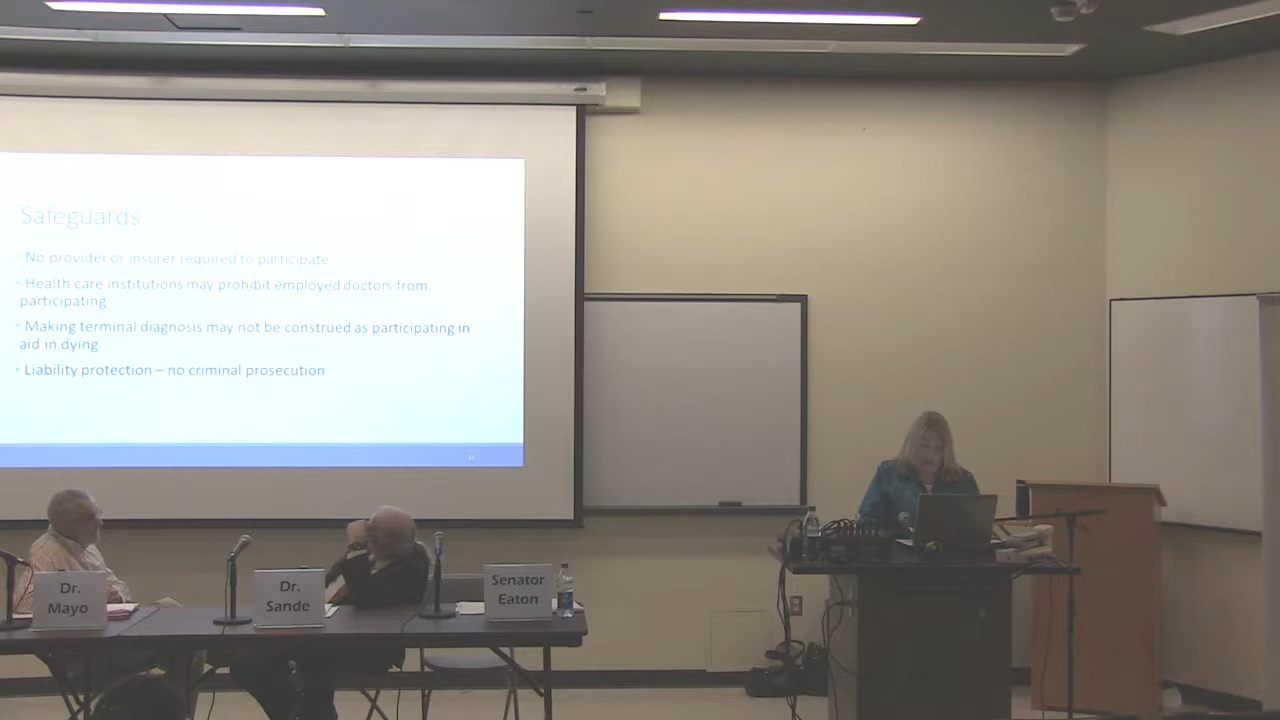 Safeguards
No provider or insurer required to participate
Health care institutions may prohibit employed doctors from
participating
Making terminal diagnosis may not be construed as participating in
aid in dying
Liability protection – no criminal prosecution
Dr.
Mayo
Dr.
Sande
Senator
Eaton